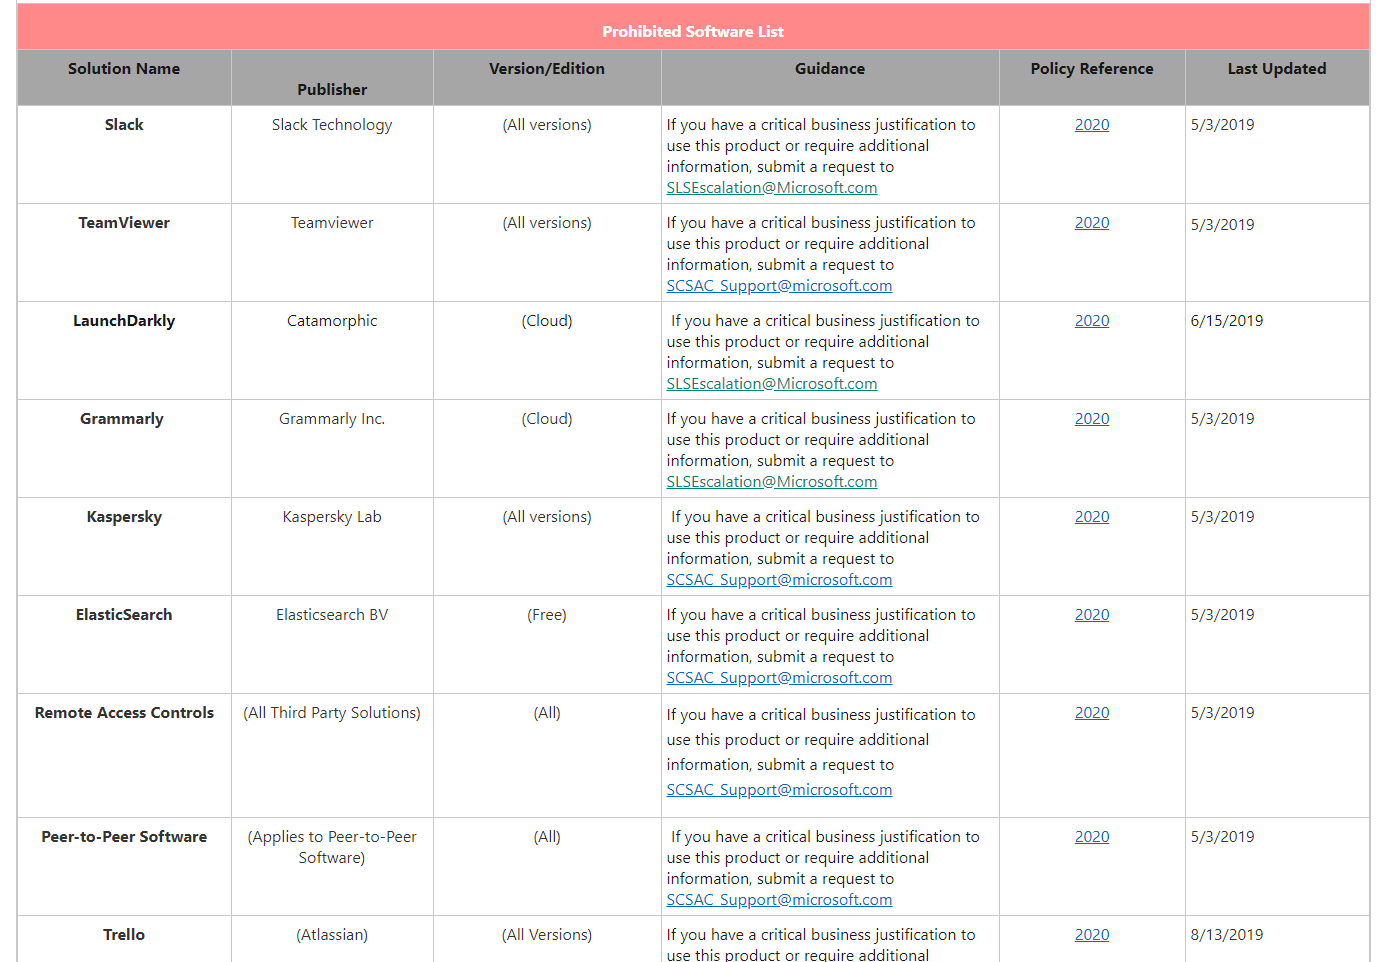 Prohibited Software List
Solution Name
Publisher
Version/Edition
Guidance
Policy Reference
Last Updated
Slack
Slack Technology
(All versions)
If you have a critical business justification to
use this product or require additional
information, submit a request to
SLSEscalation@Microsoft.com
2020
5/3/2019
TeamViewer
Teamviewer
(All versions)
If you have a critical business justification to
use this product or require additional
information, submit a request to
SCSAC_Support@microsoft.com
2020
5/3/2019
LaunchDarkly
Catamorphic
(Cloud)
If you have a critical business justification to
use this product or require additional
information, submit a request to
SLSEscalation@Microsoft.com
2020
6/15/2019
Grammarly
Grammarly Inc.
(Cloud)
If you have a critical business justification to
use this product or require additional
information, submit a request to
SLSEscalation@Microsoft.com
2020
5/3/2019
Kaspersky
Kaspersky Lab
(All versions)
If you have a critical business justification to
use this product or require additional
information, submit a request to
SCSAC_Support@microsoft.com
2020
5/3/2019
ElasticSearch
Elasticsearch BV
(Free)
If you have a critical business justification to
use this product or require additional
information, submit a request to
SCSAC_Support@microsoft.com
2020
5/3/2019
Remote Access Controls
(All Third Party Solutions)
(All)
If you have a critical business justification to
use this product or require additional
information, submit a request to
SCSAC_Support@microsoft.com
2020
5/3/2019
Peer-to-Peer Software
(Applies to Peer-to-Peer
Software)
(All)
If you have a critical business justification to
use this product or require additional
information, submit a request to
SCSAC_Support@microsoft.com
2020
5/3/2019
Trello
(Atlassian)
(All Versions)
If you have a critical business justification to
use this product or require additional
2020
8/13/2019